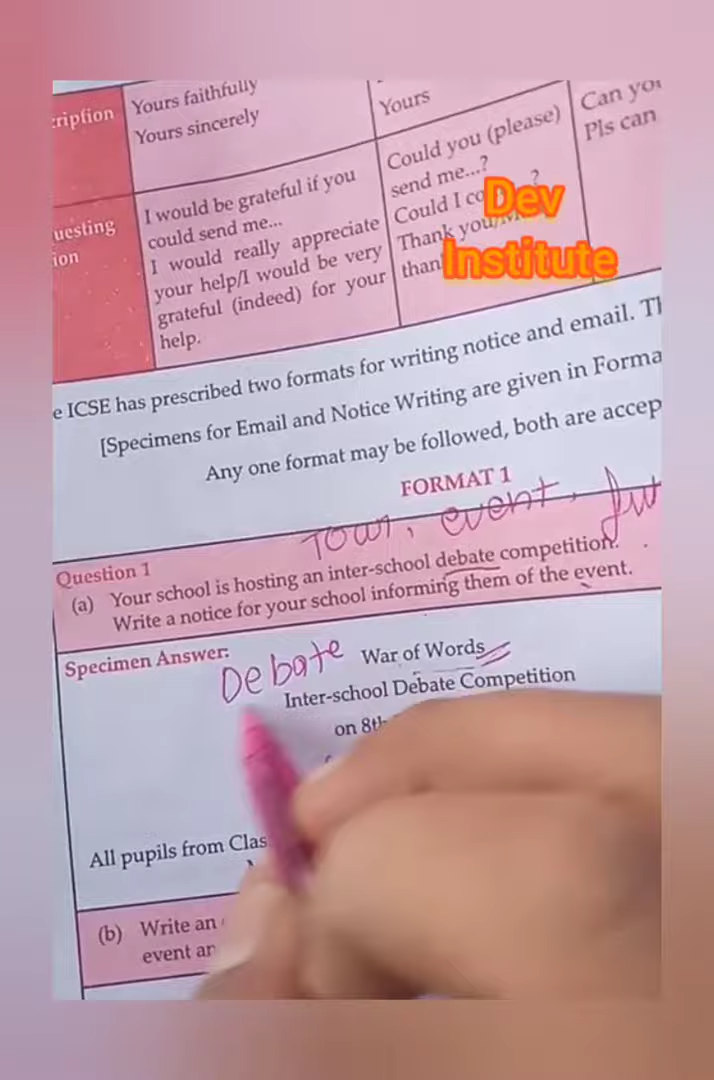 ription
Yours faithfully
Yours sincerely
Yours
Can you
Pls can
uesting
ion
I would be grateful if you
could send me...
I would really appreciate
your help/I would be very
grateful (indeed) for your
help.
Could you (please)
send me...?
Could I co ?
Thank you/
than
Dev
Institute
e ICSE has prescribed two formats for writing notice and email. Th
[Specimens for Email and Notice Writing are given in Forma
Any one format may be followed, both are accep
FORMAT 1
Tour, event,
Question 1
(a) Your school is hosting an inter-school debate competition.
Write a notice for your school informing them of the event.
Specimen Answer:
Debate
War of Words
Inter-school Debate Competition
on 8th
All pupils from Clas
(b) Write an
event an